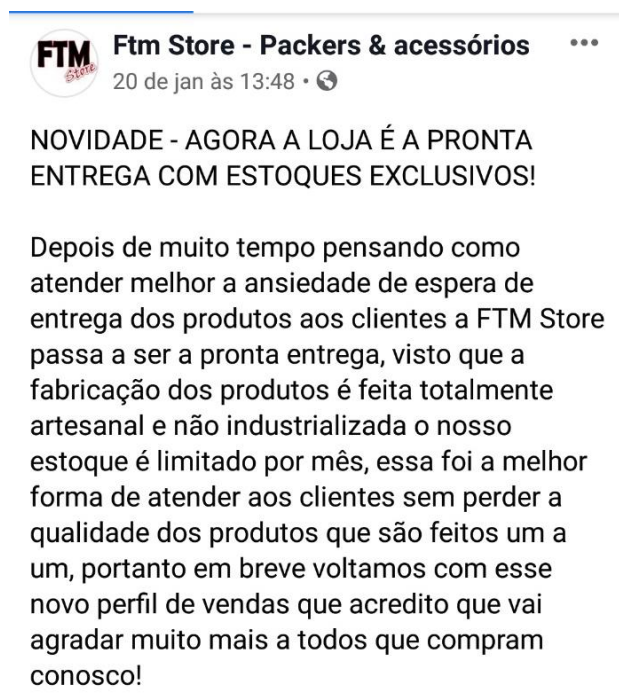 FTM
Store
Ftm Store - Packers & acessórios
20 de jan às 13:48 •
NOVIDADE - AGORA A LOJA É A PRONTA
ENTREGA COM ESTOQUES EXCLUSIVOS!
Depois de muito tempo pensando como
atender melhor a ansiedade de espera de
entrega dos produtos aos clientes a FTM Store
passa a ser a pronta entrega, visto que a
fabricação dos produtos é feita totalmente
artesanal e não industrializada o nosso
estoque é limitado por mês, essa foi a melhor
forma de atender aos clientes sem perder a
qualidade dos produtos que são feitos um a
um, portanto em breve voltamos com esse
novo perfil de vendas que acredito que vai
agradar muito mais a todos que compram
conosco!